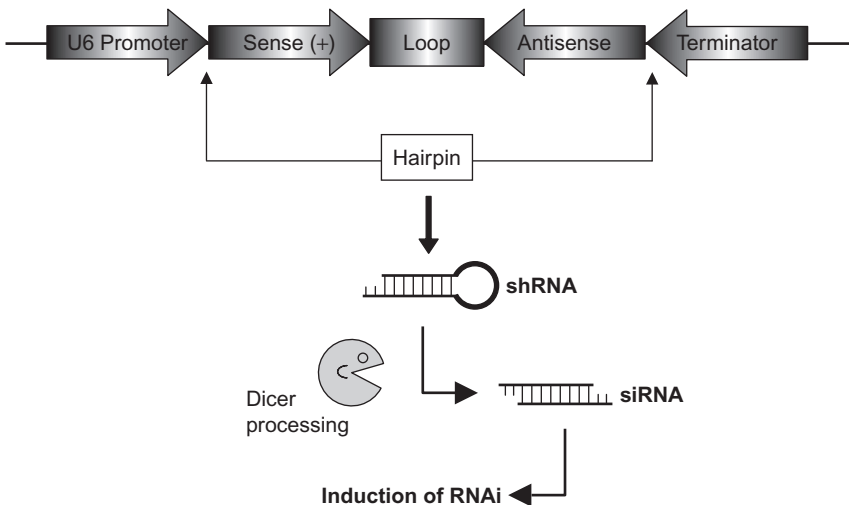 U6 Promoter
Sense (+)
Loop
Antisense
Terminator
Hairpin
shRNA
Dicer
processing
siRNA
Induction of RNAi